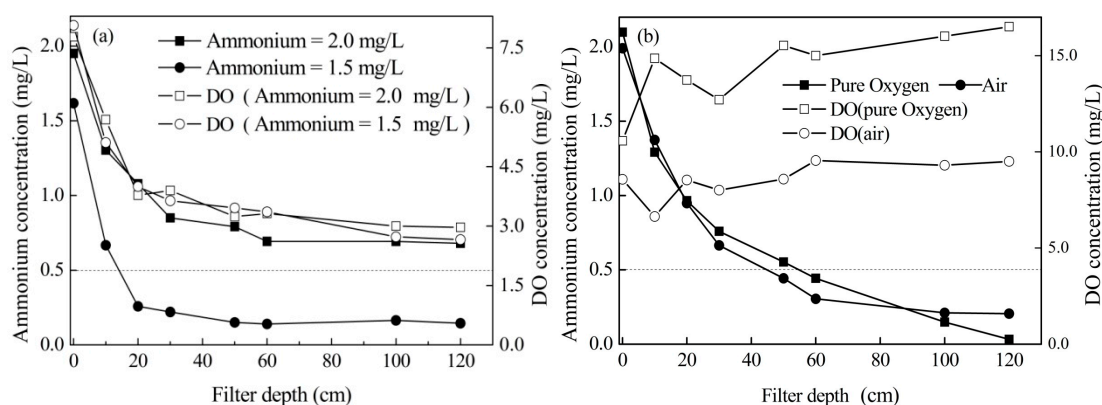 (a)
Ammonium = 2.0 mg/L
Ammonium = 1.5 mg/L
DO ( Ammonium = 2.0 mg/L )
DO ( Ammonium = 1.5 mg/L )
Ammonium concentration (mg/L)
2.0
1.5
1.0
0.5
0.0
DO concentration (mg/L)
7.5
6.0
4.5
3.0
1.5
0.0
0 20 40 60 80 100 120
Filter depth (cm)
(b)
Pure Oxygen Air
DO(pure Oxygen)
DO(air)
Ammonium concentration (mg/L)
2.0
1.5
1.0
0.5
0.0
DO concentration (mg/L)
15.0
10.0
5.0
0.0
0 20 40 60 80 100 120
Filter depth (cm)